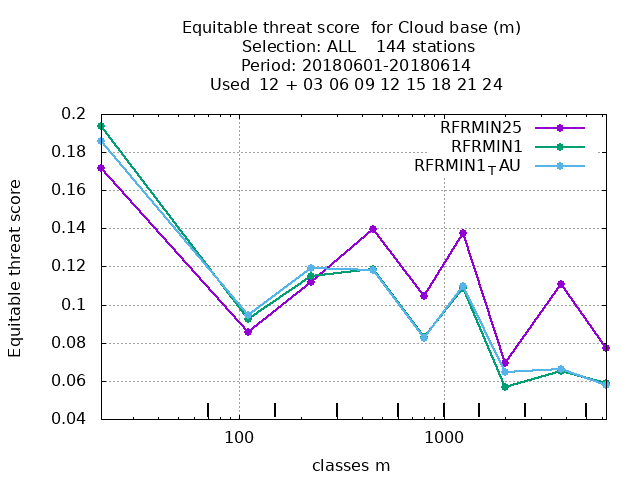 Equitable threat score  for Cloud base (m)
Selection: ALL    144 stations
Period: 20180601-20180614
Used  12 + 03 06 09 12 15 18 21 24
RFRMIN25
RFRMIN1
RFRMIN1TAU
0.2
0.18
0.16
0.14
0.12
0.1
0.08
0.06
0.04
Equitable threat score
100
1000
classes m